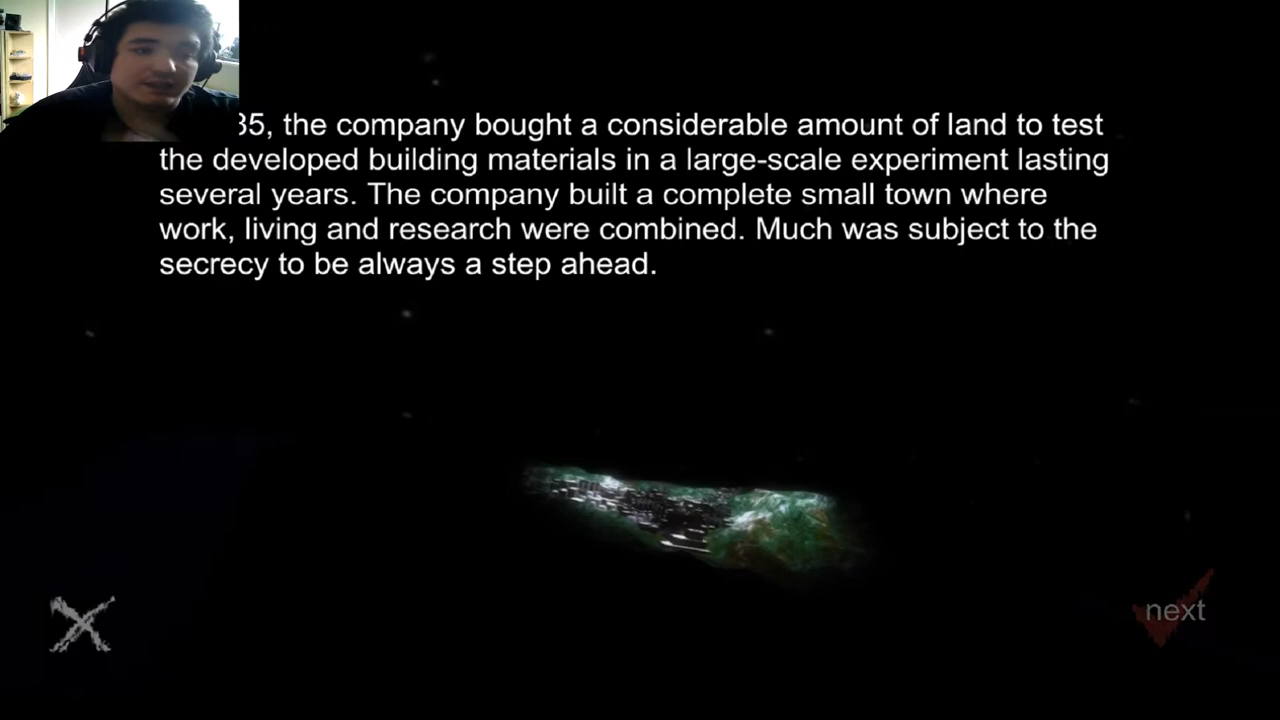 35, the company bought a considerable amount of land to test
the developed building materials in a large-scale experiment lasting
several years. The company built a complete small town where
work, living and research were combined. Much was subject to the
secrecy to be always a step ahead.
next